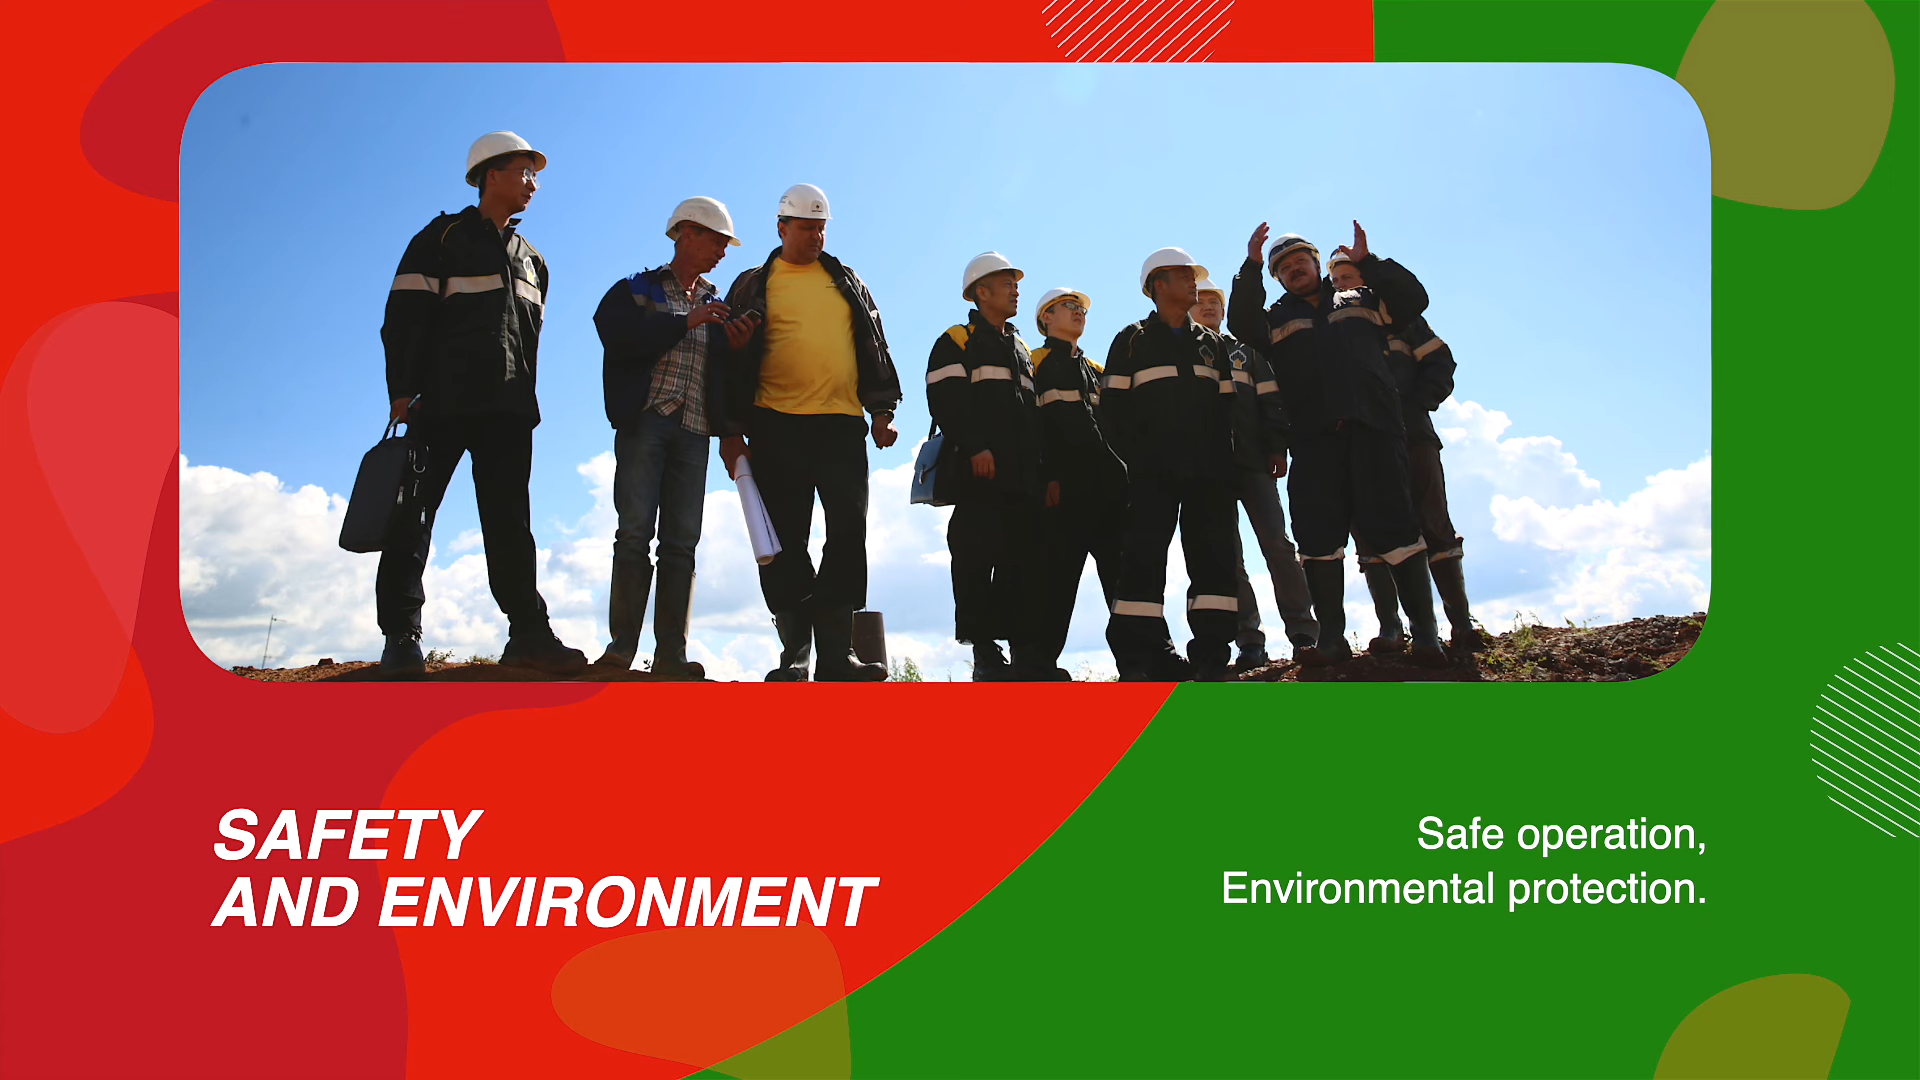 SAFETY
AND ENVIRONMENT
Safe operation,
Environmental protection.